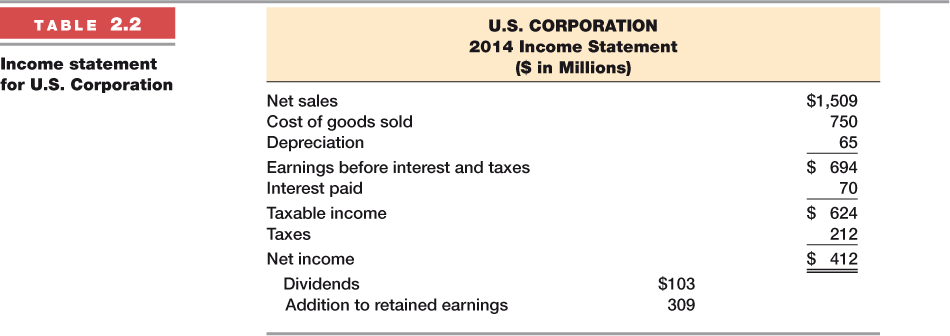 TABLE 2.2
Income statement
for U.S. Corporation
U.S. CORPORATION
2014 Income Statement
($ in Millions)
Net sales $1,509
Cost of goods sold 750
Depreciation 65
Earnings before interest and taxes $ 694
Interest paid 70
Taxable income $ 624
Taxes 212
Net income $ 412
Dividends $103
Addition to retained earnings 309